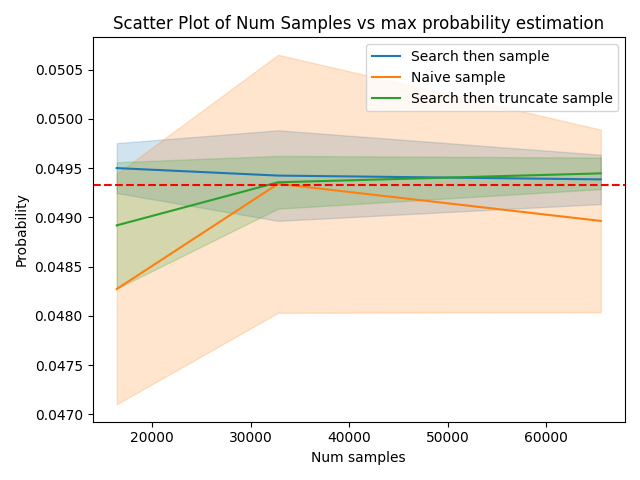 Scatter Plot of Num Samples vs max probability estimation
Search then sample
Naive sample
Search then truncate sample
0.0505
0.0500
0.0495
0.0490
0.0485
0.0480
0.0475
0.0470
Probability
20000 30000 40000 50000 60000
Num samples